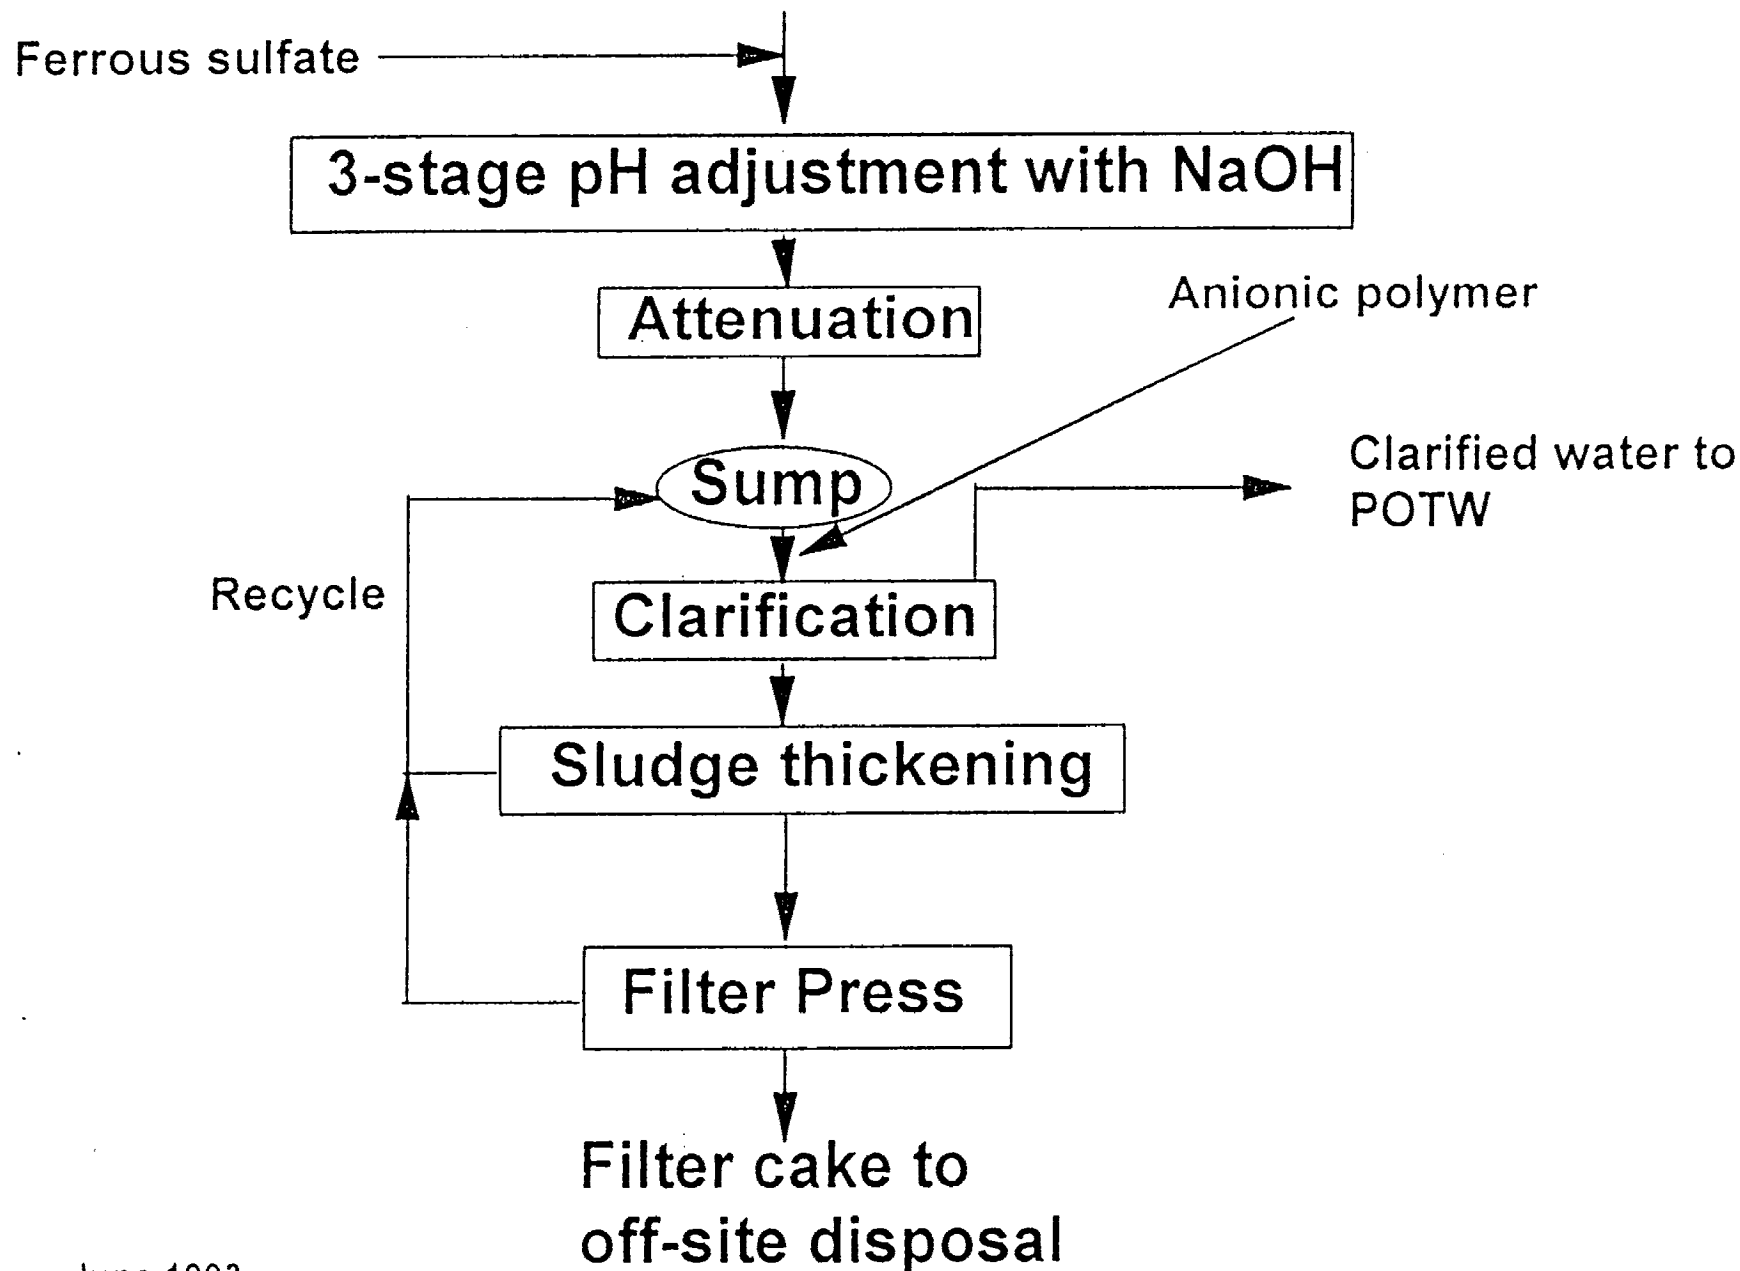 Ferrous sulfate
3-stage pH adjustment with NaOH
Attenuation
Anionic polymer
Sump
Clarified water to
POTW
Recycle
Clarification
Sludge thickening
Filter Press
Filter cake to
off-site disposal